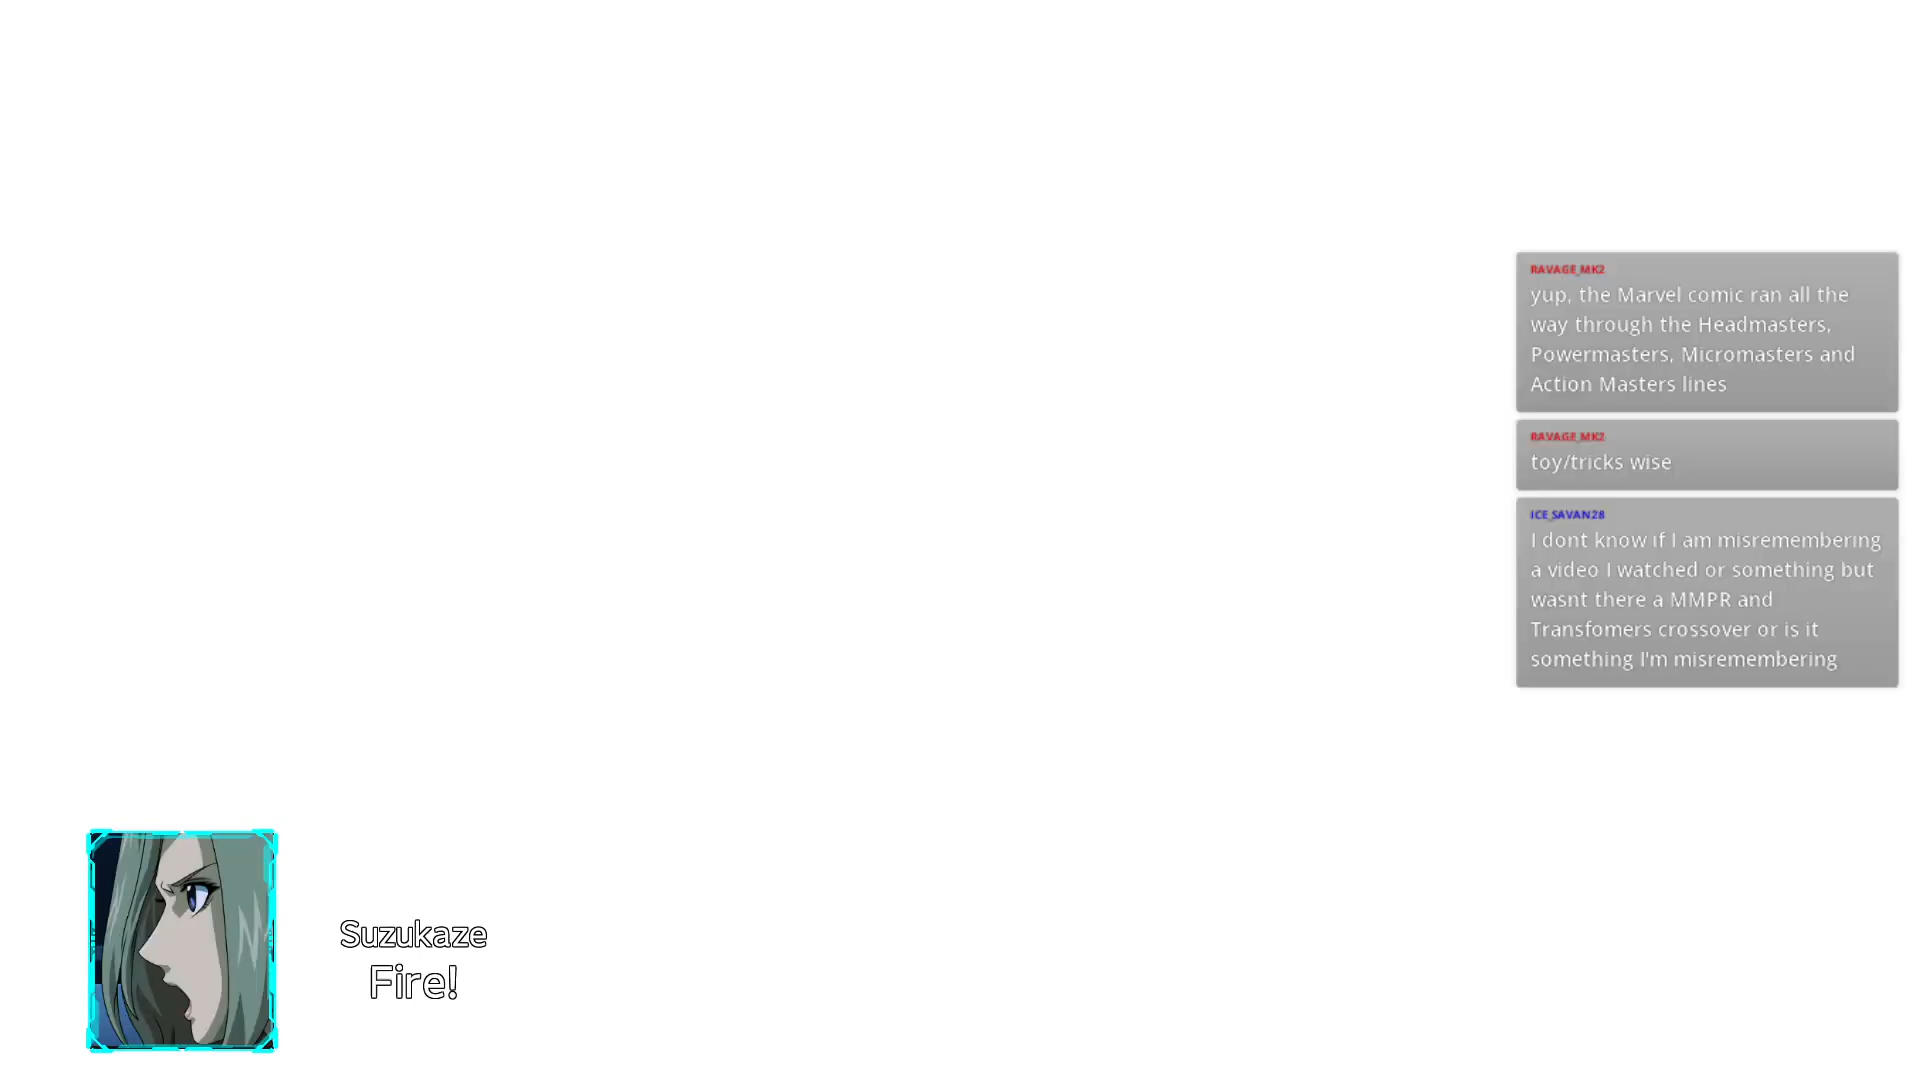 RAVAGE_MK2
yup, the Marvel comic ran all the
way through the Headmasters,
Powermasters, Micromasters and
Action Masters lines
RAVAGE_MK2
toy/tricks wise
ICE_SAVAN28
I dont know if I am misremembering
a video I watched or something but
wasnt there a MMPR and
Transfomers crossover or is it
something I'm misremembering
Suzukaze
Fire!